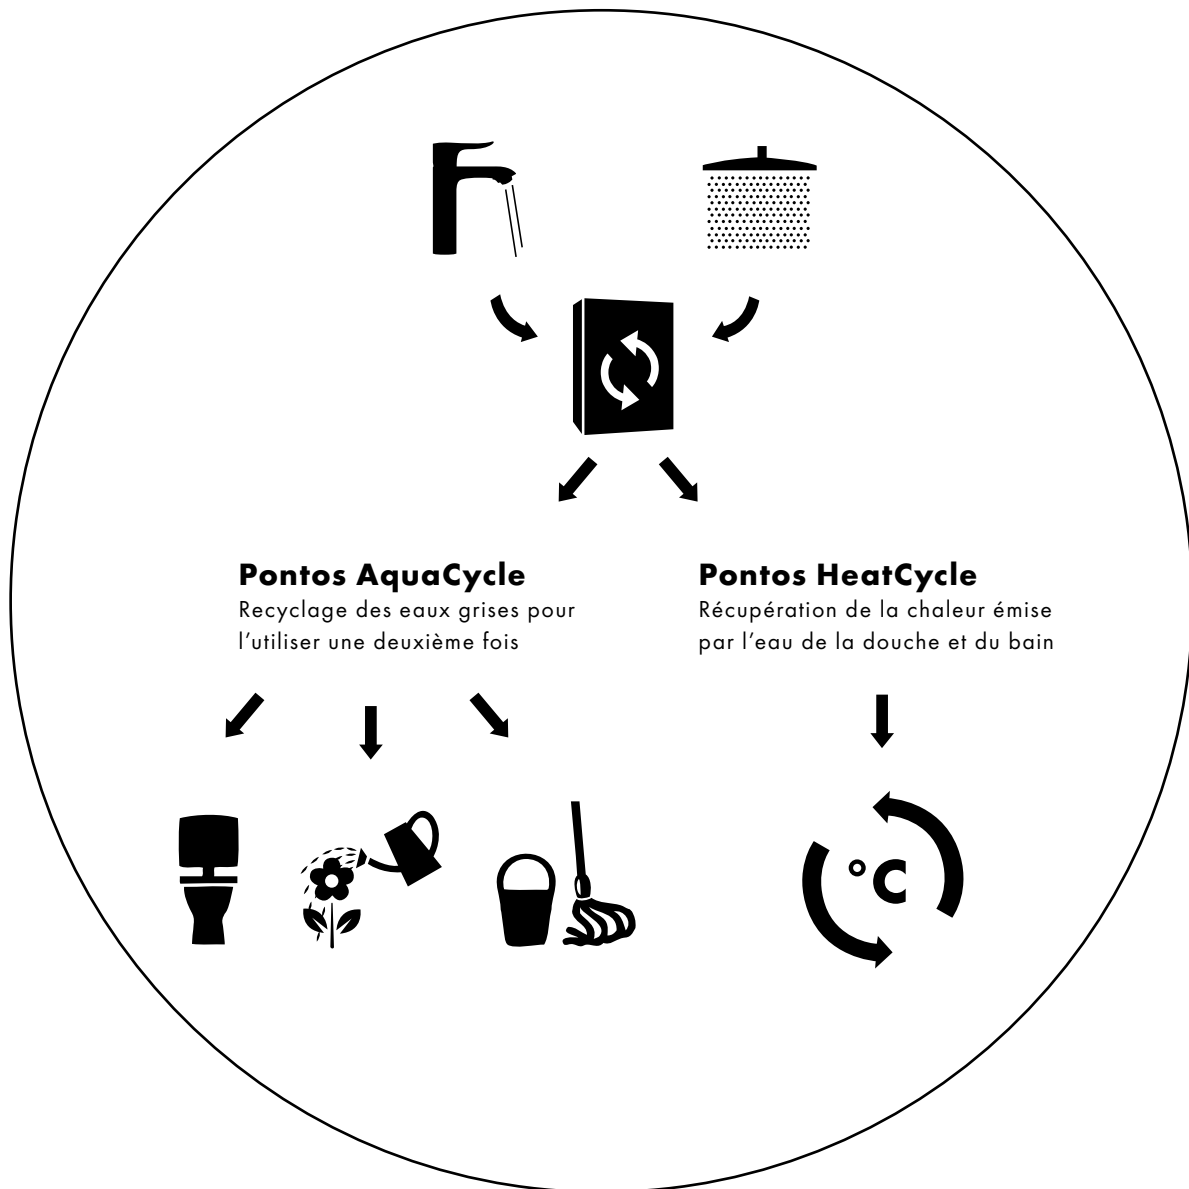 Pontos AquaCycle
Recyclage des eaux grises pour
l’utiliser une deuxième fois
Pontos HeatCycle
Récupération de la chaleur émise
par l’eau de la douche et du bain
°C